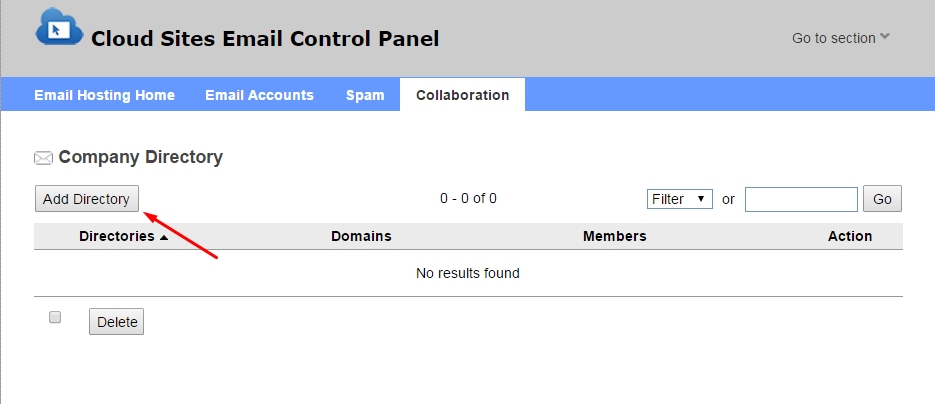 Cloud Sites Email Control Panel
Go to section
Email Hosting Home Email Accounts Spam Collaboration
Company Directory
Add Directory 0 - 0 of 0 Filter or Go
Directories Domains Members Action
No results found
Delete